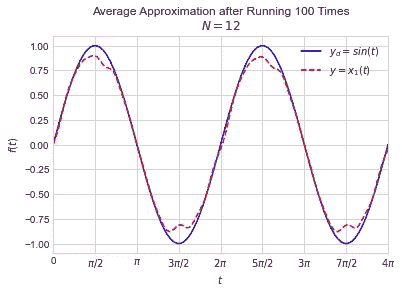 Average Approximation after Running 100 Times
N = 12
y_d = sin(t)
y = x_1(t)
f(t)
1.00
0.75
0.50
0.25
0.00
−0.25
−0.50
−0.75
−1.00
0 π/2 π 3π/2 2π 5π/2 3π 7π/2 4π
t